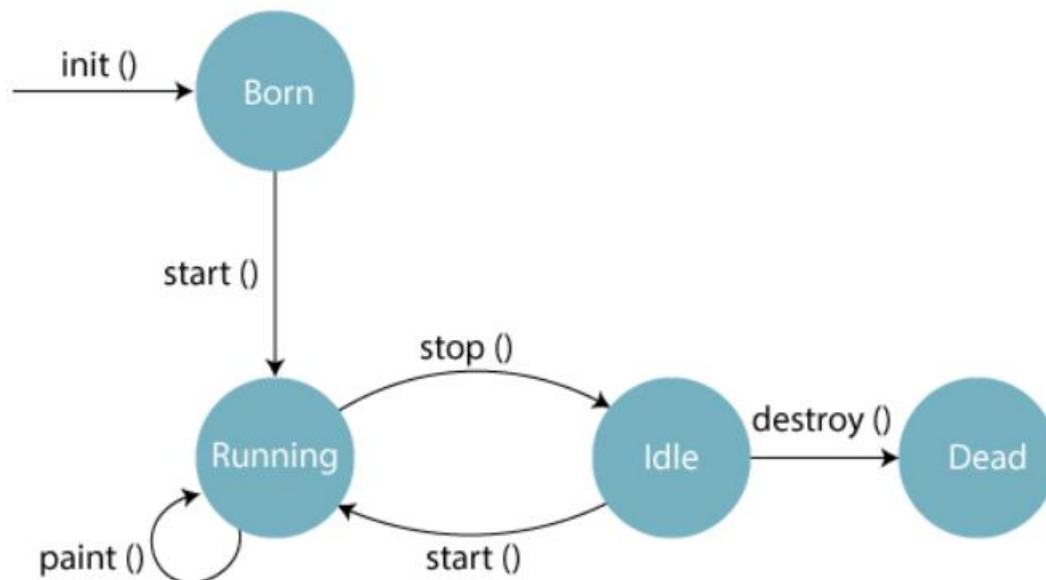 init ()
Born
start ()
stop ()
Running
Idle
destroy ()
Dead
paint ()
start ()